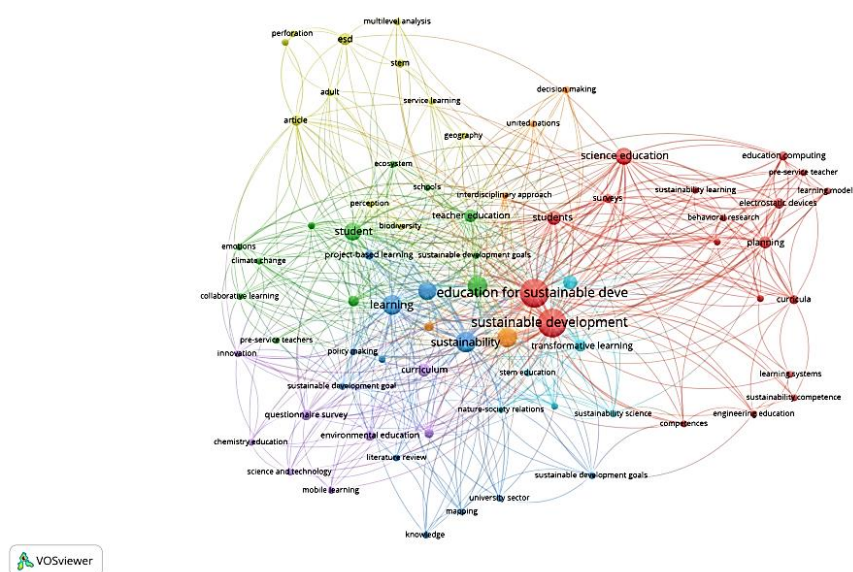 multilevel analysis
perforation
esd
stem
decision making
adult
service learning
article
united nations
geography
science education
education computing
ecosystem
pre-service teacher
schools
sustainability learning
learning model
interdisciplinary approach
surveys
perception
electrostatic devices
teacher education
students
behavioral research
biodiversity
student
emotions
planning
project-based learning
sustainable development goals
climate change
education for sustainable deve
collaborative learning
curricula
learning
sustainable development
pre-service teachers
sustainability
transformative learning
innovation
policy making
curriculum
stem education
learning systems
sustainable development goal
sustainability competence
nature-society relations
sustainability science
engineering education
questionnaire survey
competences
environmental education
chemistry education
literature review
science and technology
sustainable development goals
mobile learning
university sector
mapping
knowledge
VOSviewer